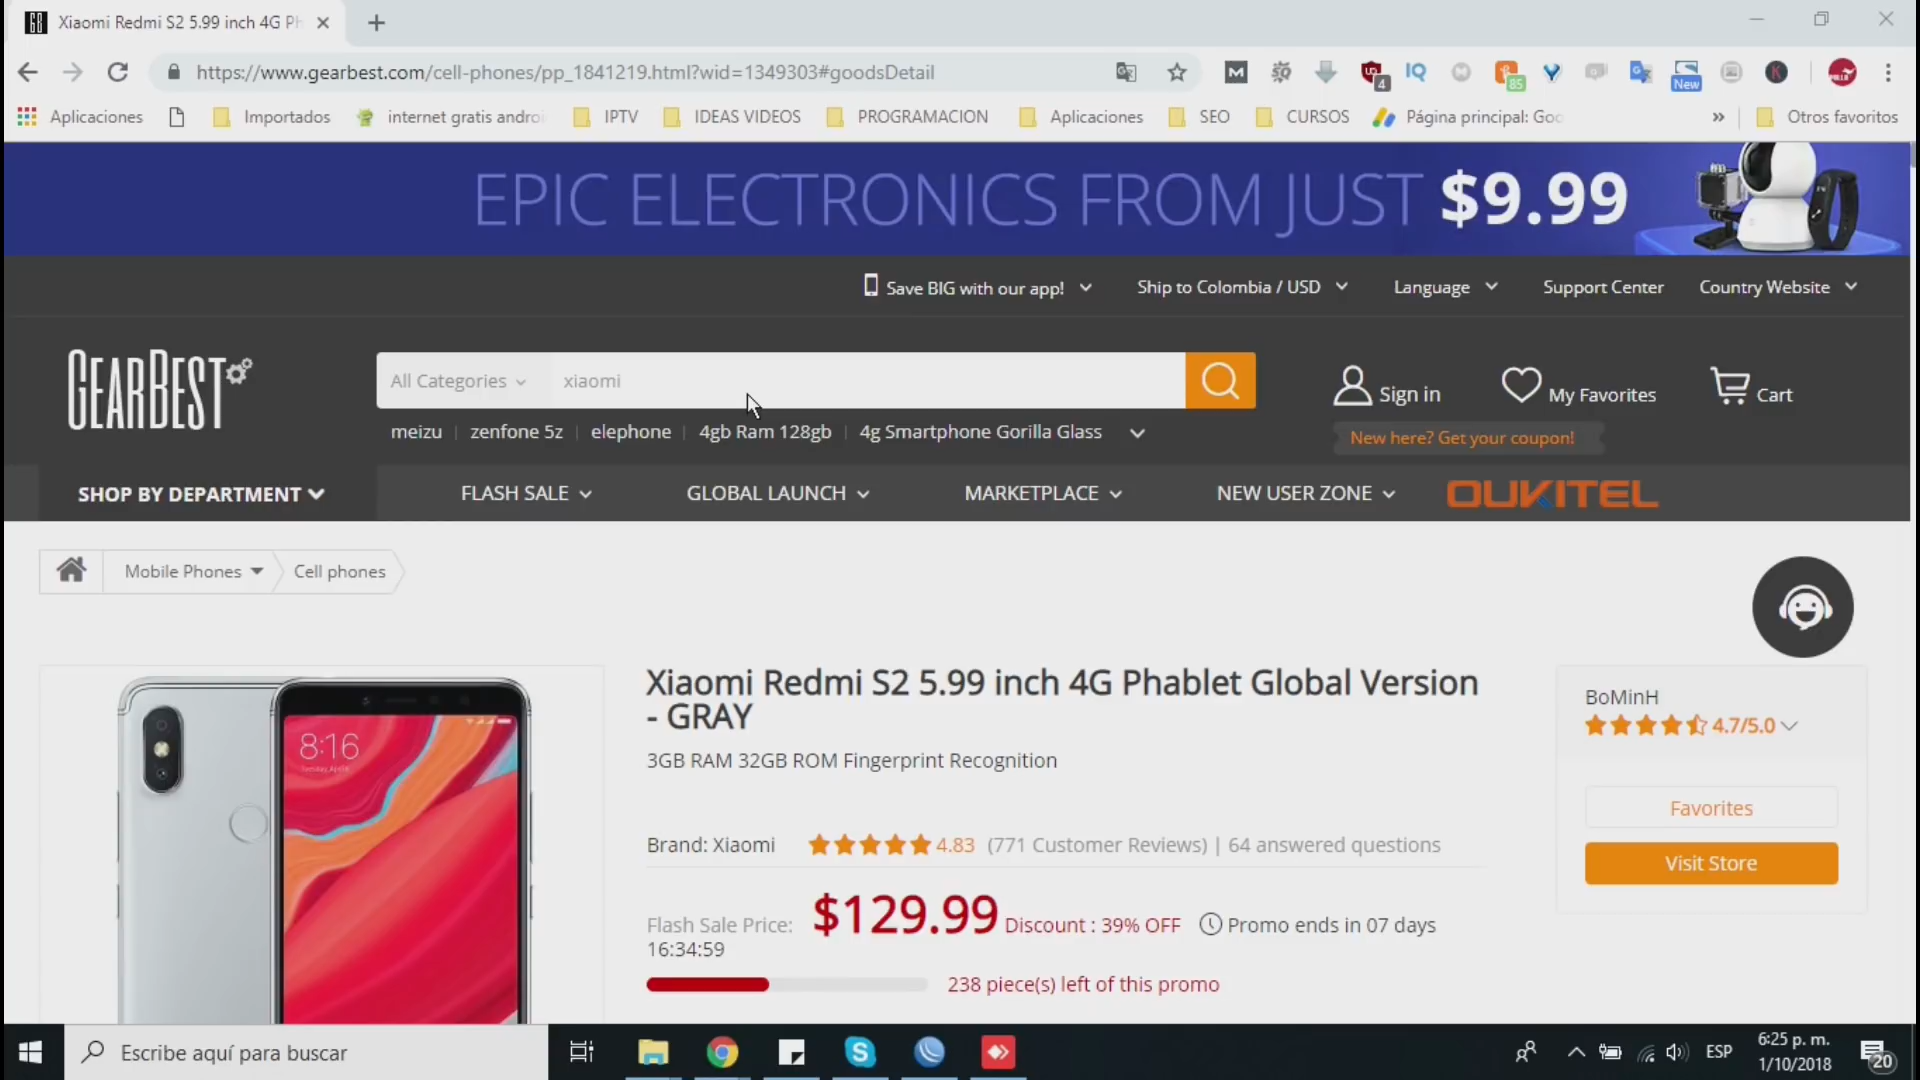 Xiaomi Redmi S2 5.99 inch 4G Ph
https://www.gearbest.com/cell-phones/pp_1841219.html?wid=1349303#goodsDetail
M
IQ
4
85
New
K
Aplicaciones
Importados
internet gratis androi
IPTV
IDEAS VIDEOS
PROGRAMACION
Aplicaciones
SEO
CURSOS
Página principal: Goo
»
Otros favoritos
EPIC ELECTRONICS FROM JUST $9.99
Save BIG with our app!
Ship to Colombia / USD
Language
Support Center
Country Website
GEARBEST
All Categories
xiaomi
Sign in
My Favorites
Cart
meizu | zenfone 5z | elephone | 4gb Ram 128gb | 4g Smartphone Gorilla Glass
New here? Get your coupon!
SHOP BY DEPARTMENT
FLASH SALE
GLOBAL LAUNCH
MARKETPLACE
NEW USER ZONE
OUKITEL
Mobile Phones
Cell phones
8:16
Xiaomi Redmi S2 5.99 inch 4G Phablet Global Version
- GRAY
3GB RAM 32GB ROM Fingerprint Recognition
BoMinH
4.7/5.0
Favorites
Visit Store
Brand: Xiaomi 4.83 (771 Customer Reviews) | 64 answered questions
Flash Sale Price: $129.99 Discount : 39% OFF Promo ends in 07 days
16:34:59
238 piece(s) left of this promo
Escribe aquí para buscar
ESP
6:25 p. m.
1/10/2018
20